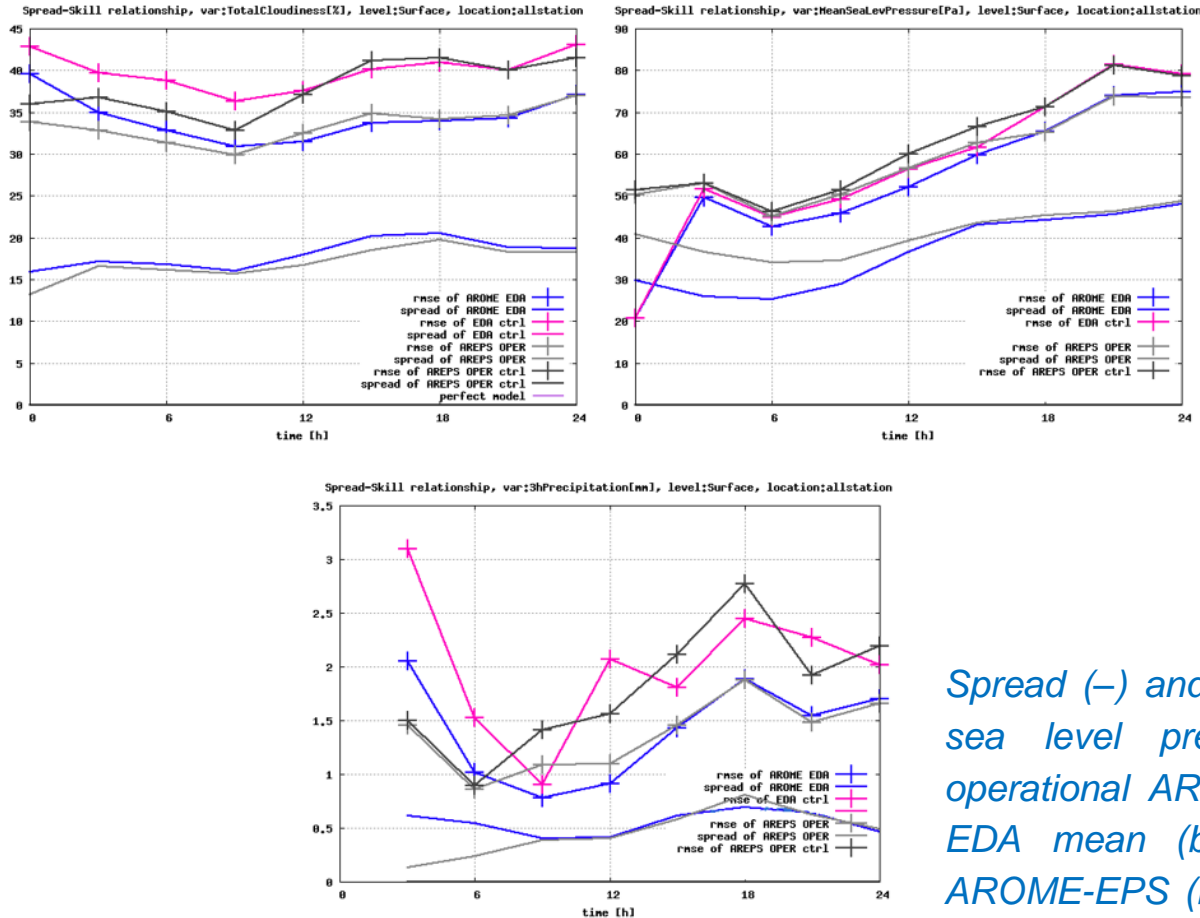 Spread-Skill relationship, var:TotalCloudiness[%], level:Surface, location:allstation
45
40
35
30
25
20
15
10
5
0
0
6
12
18
24
time [h]
rmse of AROME EDA
spread of AROME EDA
rmse of EDA ctrl
spread of EDA ctrl
rmse of AREPS OPER
spread of AREPS OPER
rmse of AREPS OPER ctrl
spread of AREPS OPER ctrl
perfect model
Spread-Skill relationship, var:MeanSeaLevPressure[Pa], level:Surface, location:allstation
90
80
70
60
50
40
30
20
10
0
0
6
12
18
24
time [h]
rmse of AROME EDA
spread of AROME EDA
rmse of EDA ctrl
rmse of AREPS OPER
spread of AREPS OPER
rmse of AREPS OPER ctrl
Spread-Skill relationship, var:3hPrecipitation[mm], level:Surface, location:allstation
3.5
3
2.5
2
1.5
1
0.5
0
0
6
12
18
24
time [h]
rmse of AROME EDA
spread of AROME EDA
rmse of EDA ctrl
rmse of AREPS OPER
spread of AREPS OPER
rmse of AREPS OPER ctrl
Spread (–) and
sea level pre
operational AR
EDA mean (b
AROME-EPS (